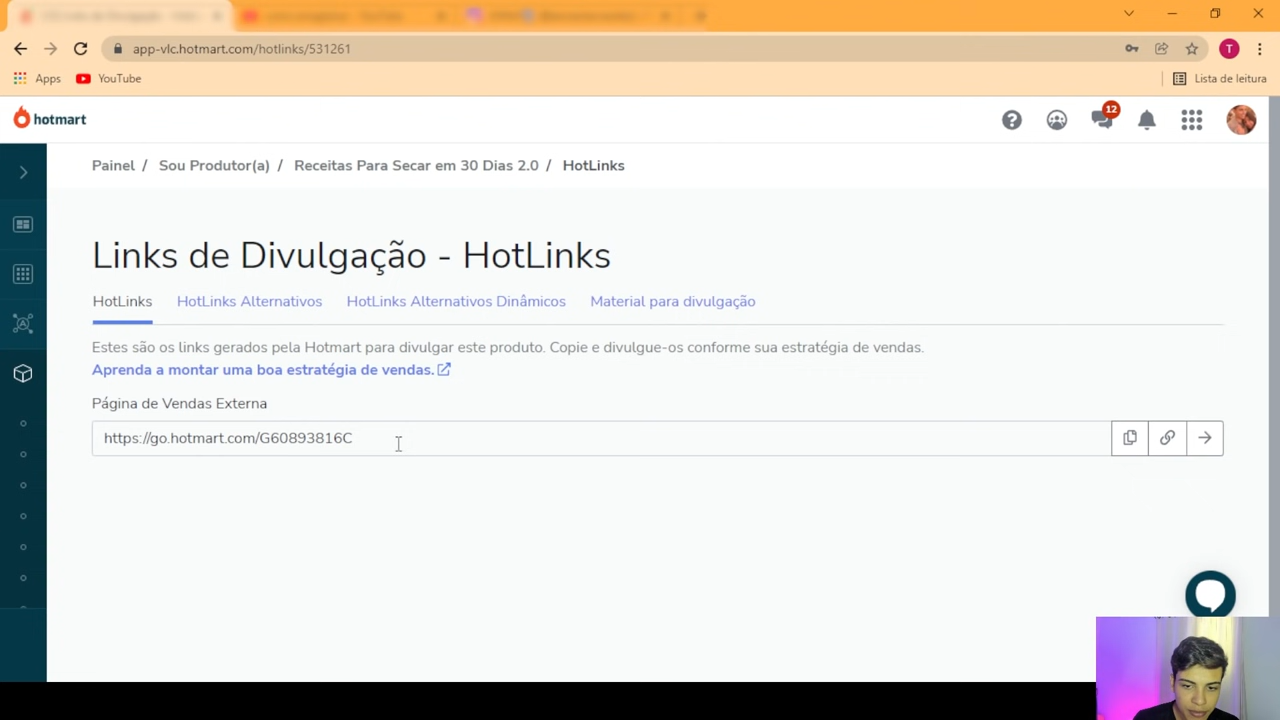 app-vlc.hotmart.com/hotlinks/531261
T
Apps
YouTube
Lista de leitura
hotmart
12
Painel / Sou Produtor(a) / Receitas Para Secar em 30 Dias 2.0 / HotLinks
Links de Divulgação - HotLinks
HotLinks
HotLinks Alternativos
HotLinks Alternativos Dinâmicos
Material para divulgação
Estes são os links gerados pela Hotmart para divulgar este produto. Copie e divulgue-os conforme sua estratégia de vendas.
Aprenda a montar uma boa estratégia de vendas.
Página de Vendas Externa
https://go.hotmart.com/G60893816C